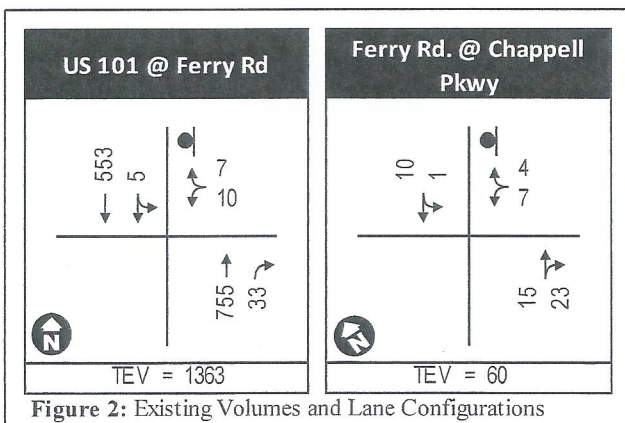 US 101 @ Ferry Rd
553
5
7
10
755
33
N
TEV = 1363
Ferry Rd. @ Chappell
Pkwy
10
1
4
7
15
23
N
TEV = 60
Figure 2: Existing Volumes and Lane Configurations